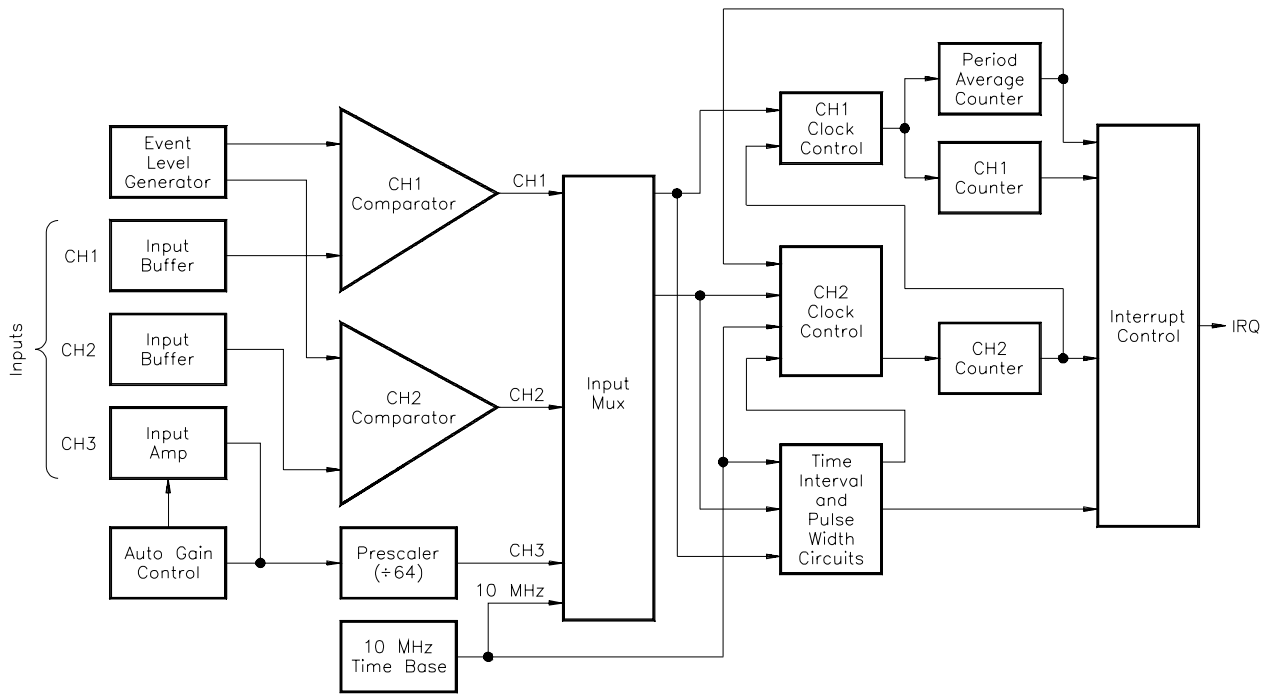 Inputs
CH1
CH2
CH3
Event
Level
Generator
Input
Buffer
Input
Buffer
Input
Amp
Auto Gain
Control
CH1
Comparator
CH2
Comparator
Prescaler
(÷64)
10 MHz
Time Base
CH1
CH2
CH3
10 MHz
Input
Mux
CH1
Clock
Control
CH2
Clock
Control
Time
Interval
and
Pulse
Width
Circuits
Period
Average
Counter
CH1
Counter
CH2
Counter
Interrupt
Control
IRQ